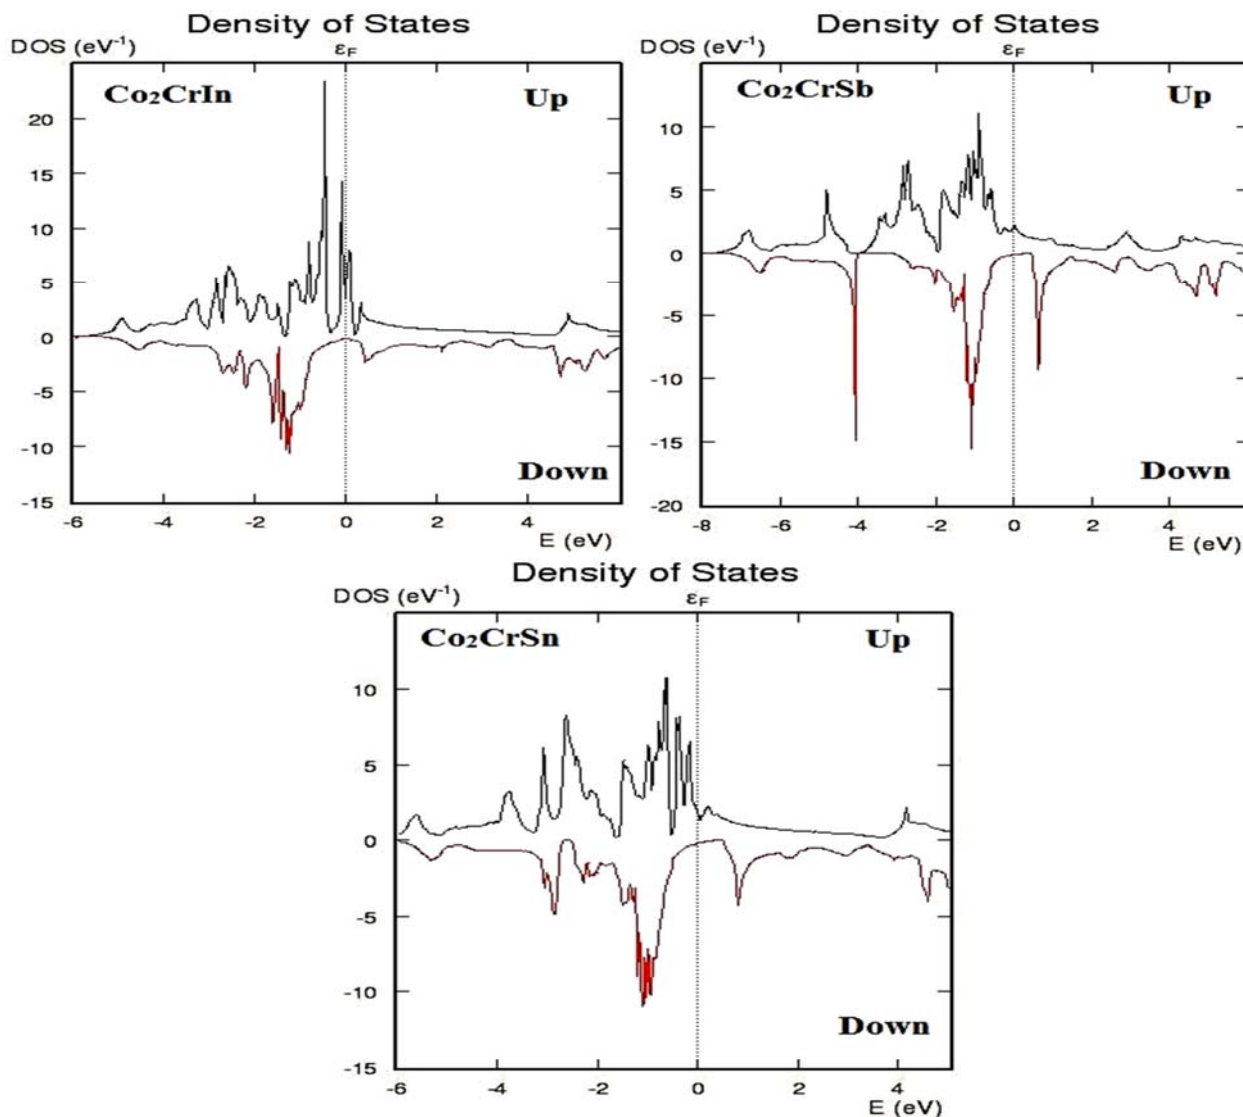 Density of States
DOS (eV⁻¹)
εF
Co₂CrIn
Up
20
15
10
5
0
-5
-10
-15
Down
-6
-4
-2
0
2
4
E (eV)
Density of States
DOS (eV⁻¹)
εF
Co₂CrSb
Up
10
5
0
-5
-10
-15
-20
Down
-8
-6
-4
-2
0
2
4
E (eV)
Density of States
DOS (eV⁻¹)
εF
Co₂CrSn
Up
10
5
0
-5
-10
-15
Down
-6
-4
-2
0
2
4
E (eV)